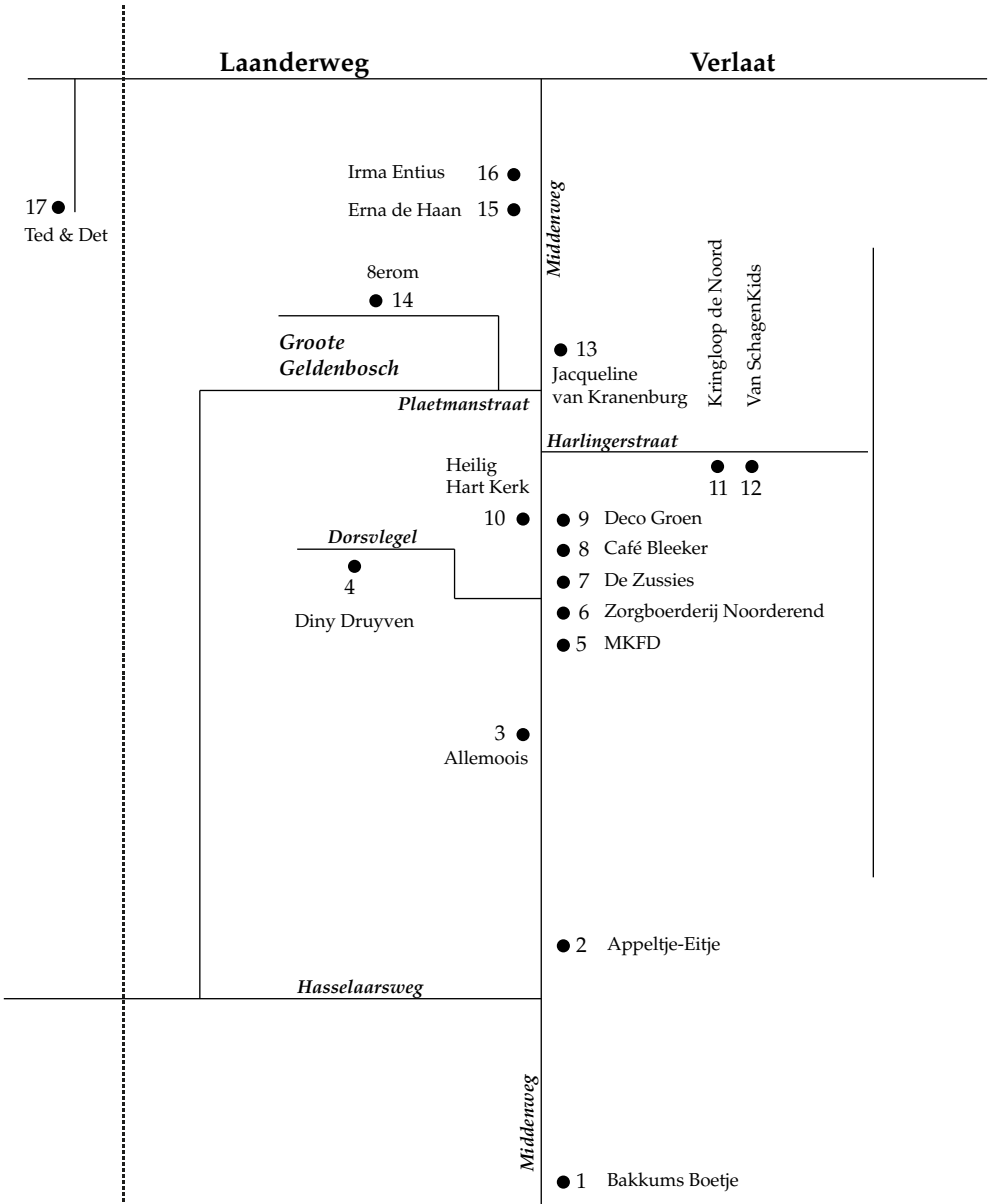 Laanderweg
Verlaat
Irma Entius 16
Erna de Haan 15
Middenweg
17
Ted & Det
8erom
14
Groote
Geldenbosch
13
Jacqueline
van Kranenburg
Kringloop de Noord
Van SchagenKids
Plaetmanstraat
Harlingerstraat
Heilig
Hart Kerk
10
11
12
9 Deco Groen
Dorsvlegel
8 Café Bleeker
4
7 De Zussies
Diny Druyven
6 Zorgboerderij Noorderend
5 MKFD
3
Allemoois
2 Appeltje-Eitje
Hasselaarsweg
Middenweg
1 Bakkums Boetje